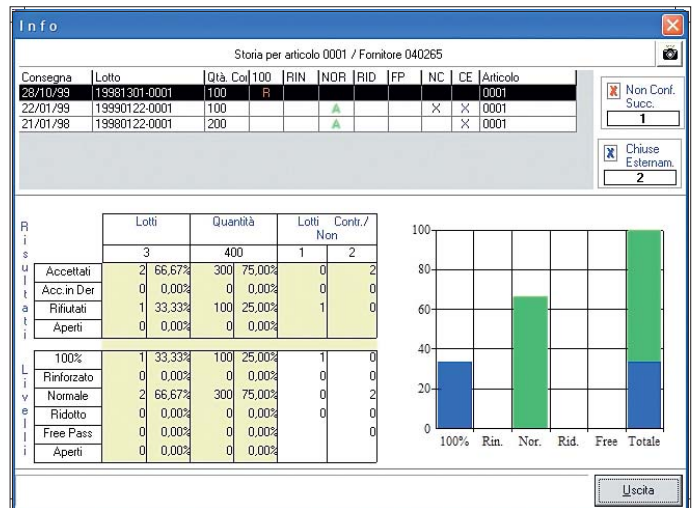 Info
Storia per articolo 0001 / Fornitore 040265
Consegna Lotto Qtà. Col 100 RIN NOR RID FP NC CE Articolo
28/10/99 19981301-0001 100 R 0001
22/01/99 19990122-0001 100 A X X 0001
21/01/98 19980122-0001 200 A X 0001
X Non Conf. Succ.
1
X Chiuse Esternam.
2
Risultati
Lotti Quantità Lotti Contr./Non
3 400 1 2
Accettati 2 66,67% 300 75,00% 0 2
Acc.in Der 0 0,00% 0 0,00% 0 0
Rifiutati 1 33,33% 100 25,00% 1 0
Aperti 0 0,00% 0 0,00%
Livelli
100% 1 33,33% 100 25,00% 1 0
Rinforzato 0 0,00% 0 0,00% 0 0
Normale 2 66,67% 300 75,00% 0 2
Ridotto 0 0,00% 0 0,00% 0 0
Free Pass 0 0,00% 0 0,00% 0
Aperti 0 0,00% 0 0,00%
100
80
60
40
20
0
100% Rin. Nor. Rid. Free Totale
Uscita